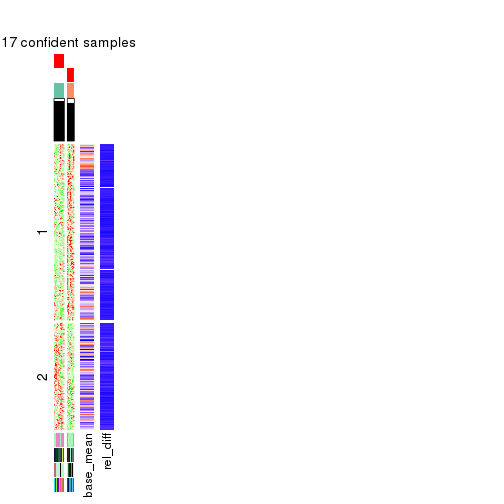 17 confident samples
1
2
base_mean
rel_diff